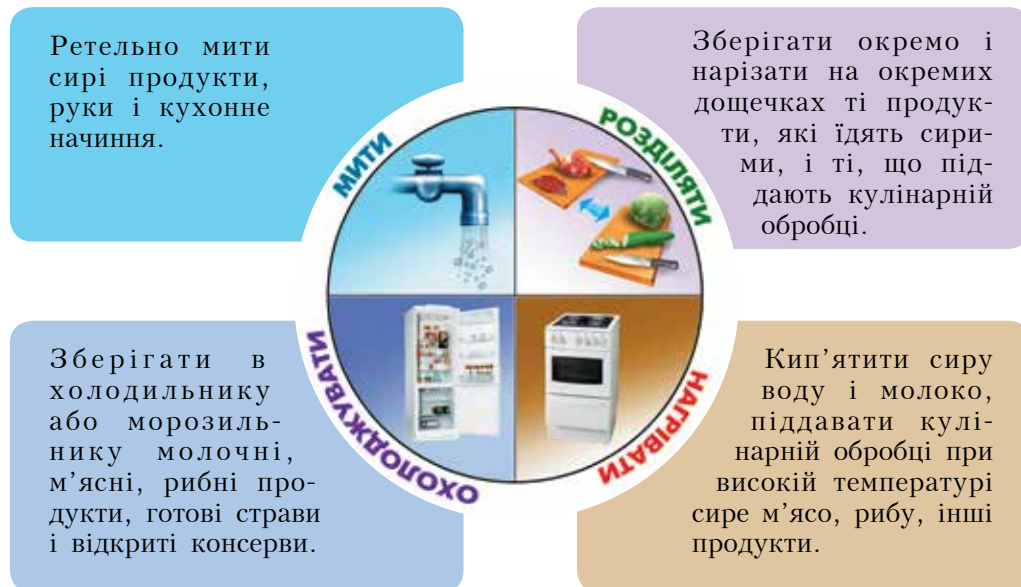 Ретельно мити
сирі продукти,
руки і кухонне
начиння.
Зберігати окремо і
нарізати на окремих
дощечках ті продук-
ти, які їдять сири-
ми, і ті, що під-
дають кулінарній
обробці.
МИТИ
РОЗДІЛЯТИ
ОХОЛОДЖУВАТИ
НАГРІВАТИ
Зберігати в
холодильнику
або морозиль-
нику молочні,
м’ясні, рибні про-
дукти, готові страви
і відкриті консерви.
Кип’ятити сиру
воду і молоко,
піддавати кулі-
нарній обробці при
високій температурі
сире м’ясо, рибу, інші
продукти.